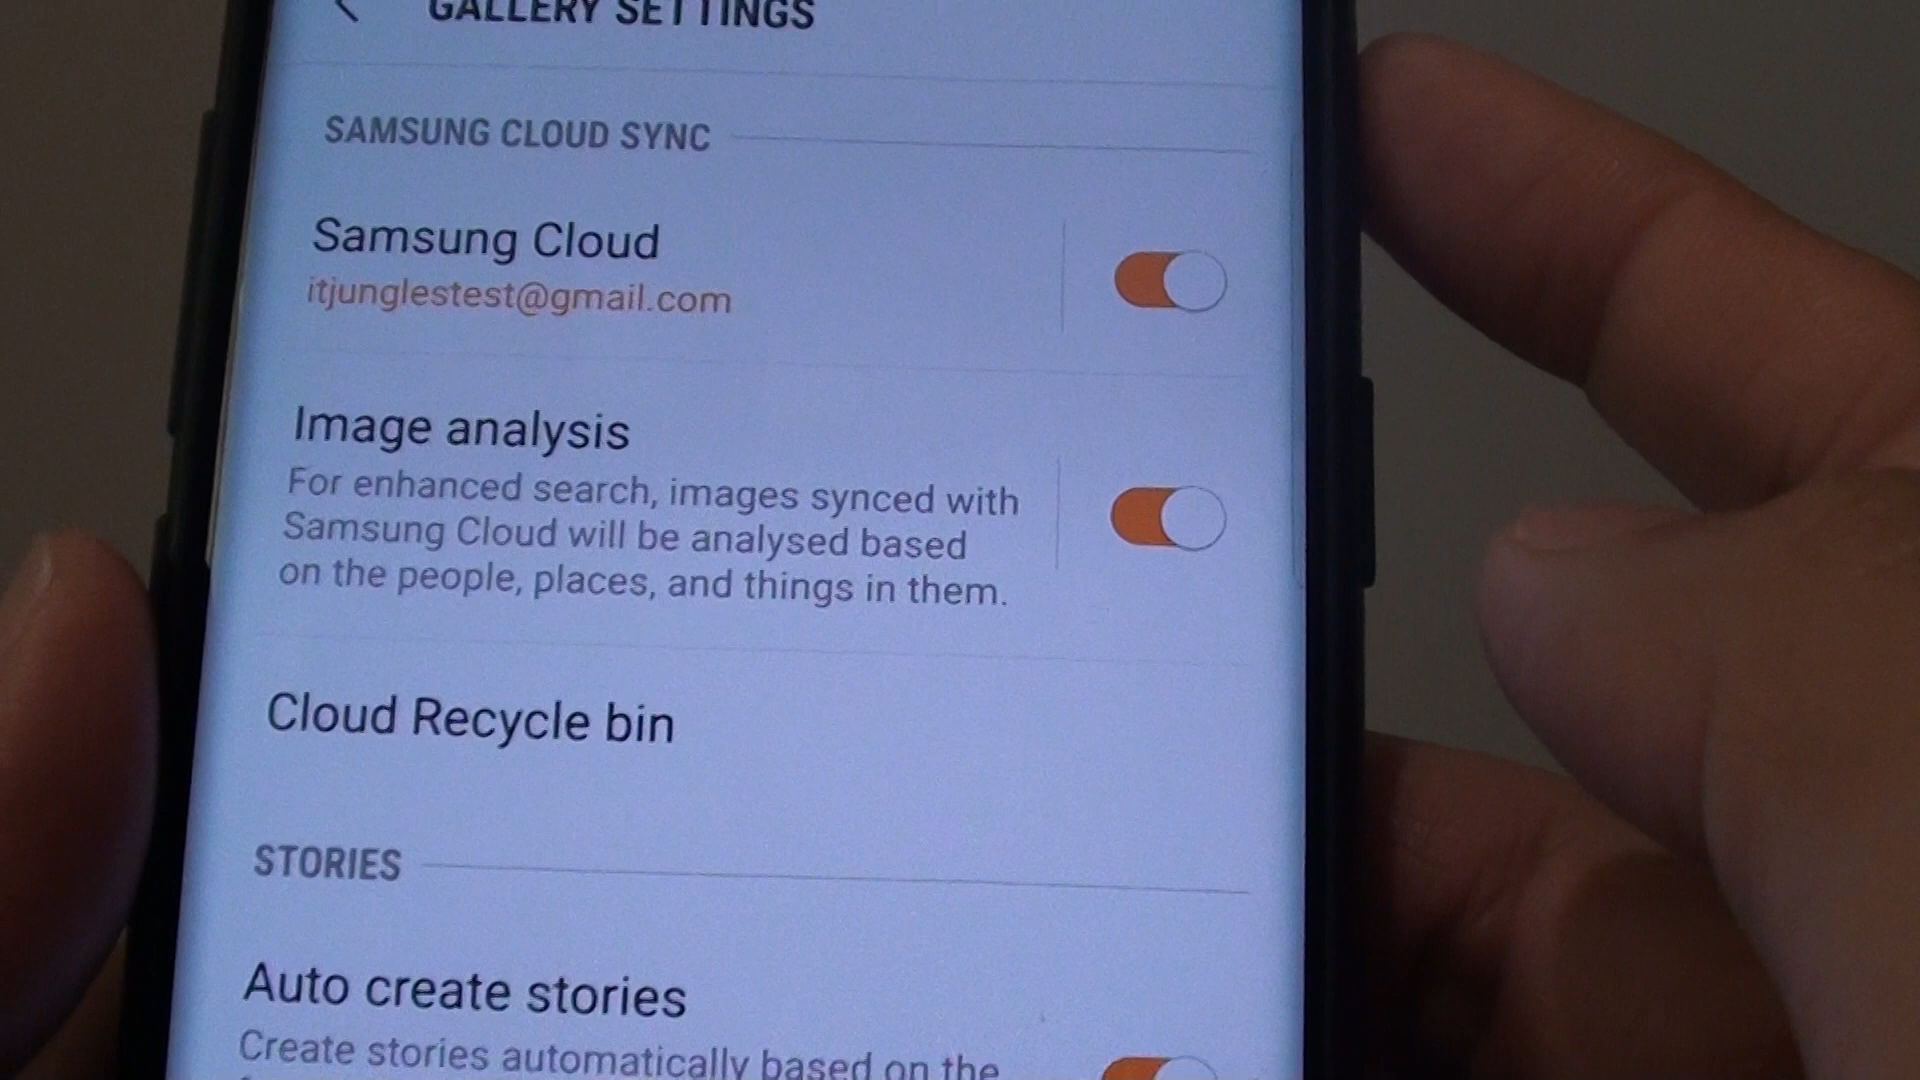 GALLERY SETTINGS
SAMSUNG CLOUD SYNC
Samsung Cloud
itjunglestest@gmail.com
Image analysis
For enhanced search, images synced with
Samsung Cloud will be analysed based
on the people, places, and things in them.
Cloud Recycle bin
STORIES
Auto create stories
Create stories automatically based on the